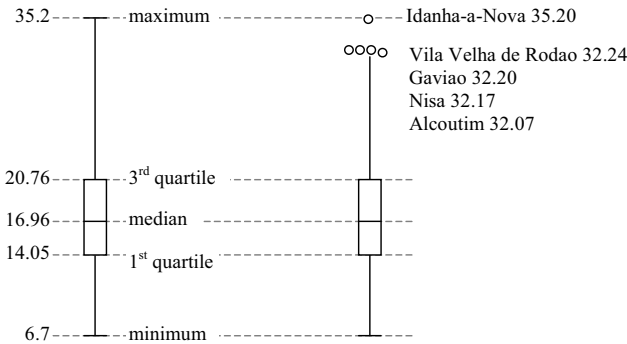 35.2 maximum Idanha-a-Nova 35.20
Vila Velha de Rodao 32.24
Gaviao 32.20
Nisa 32.17
Alcoutim 32.07
20.76 3rd quartile
16.96 median
14.05 1st quartile
6.7 minimum